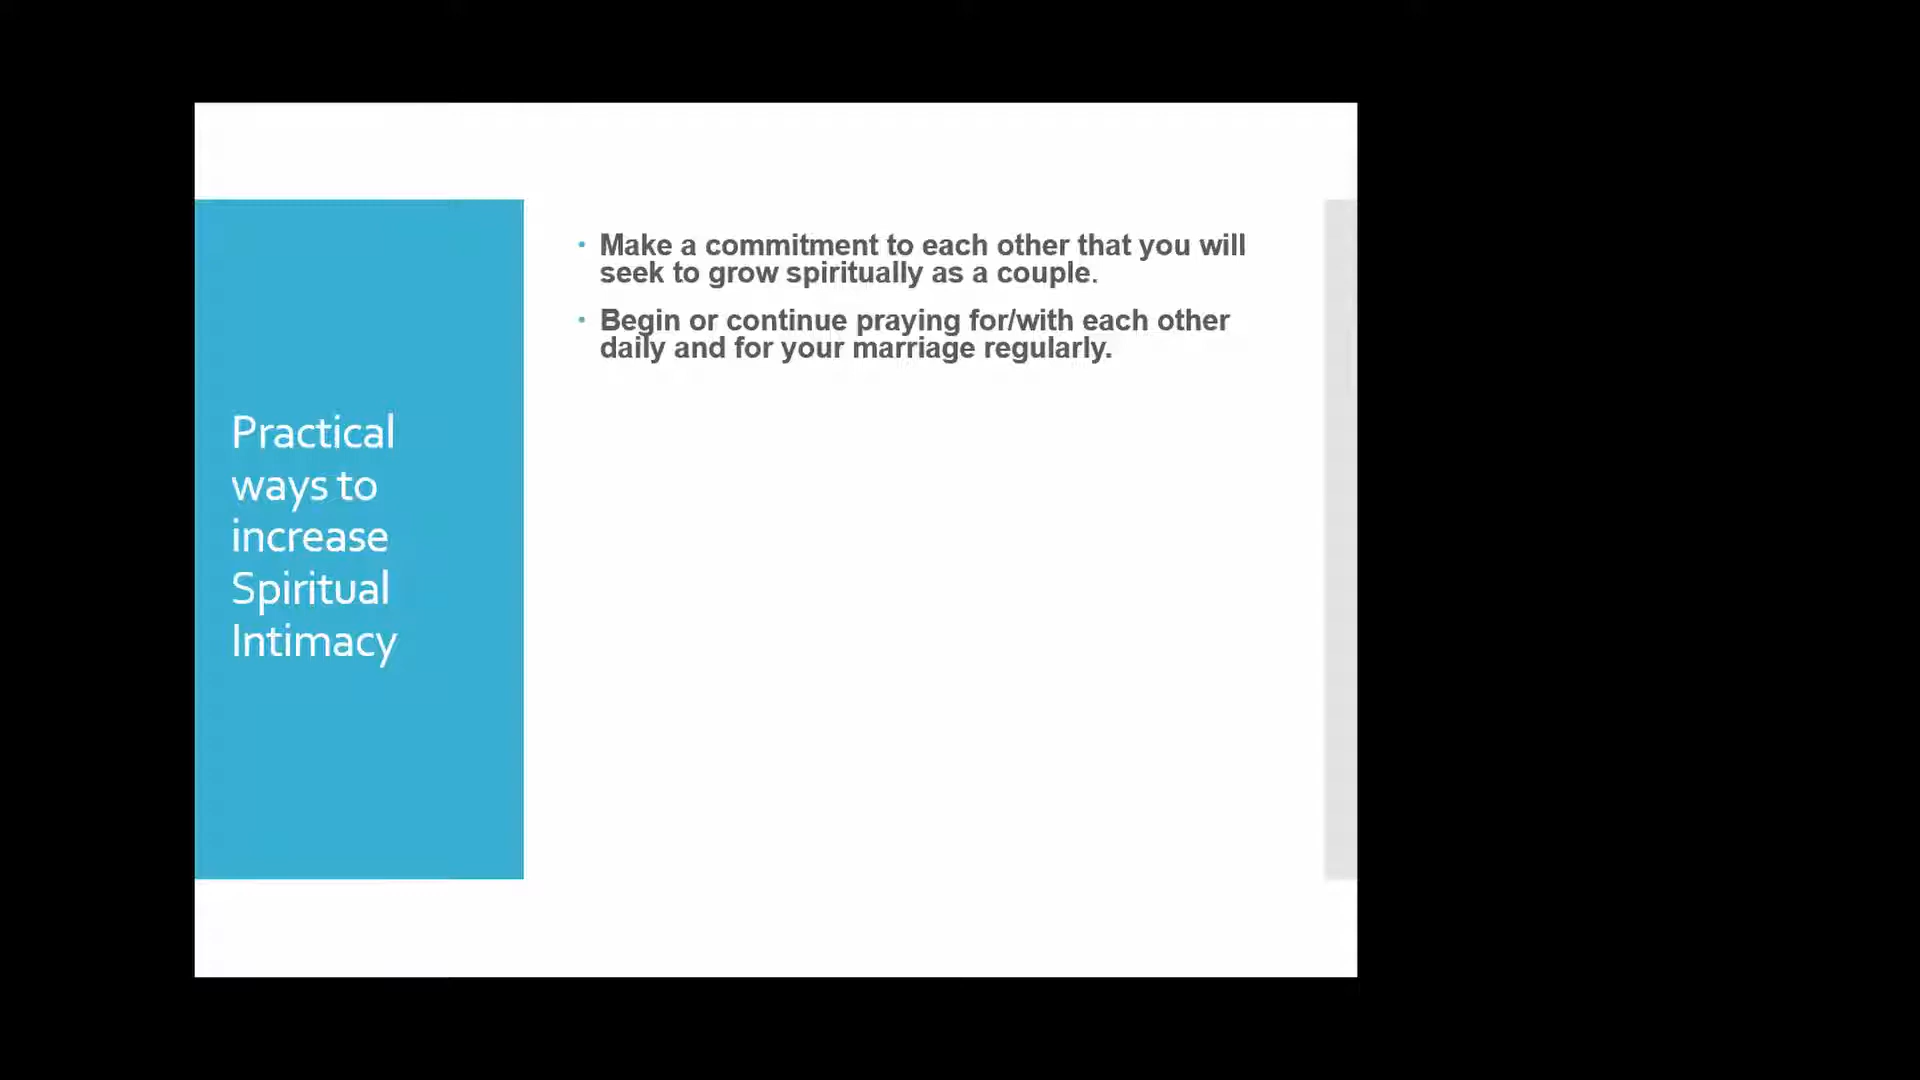 Practical
ways to
increase
Spiritual
Intimacy
Make a commitment to each other that you will
seek to grow spiritually as a couple.
Begin or continue praying for/with each other
daily and for your marriage regularly.